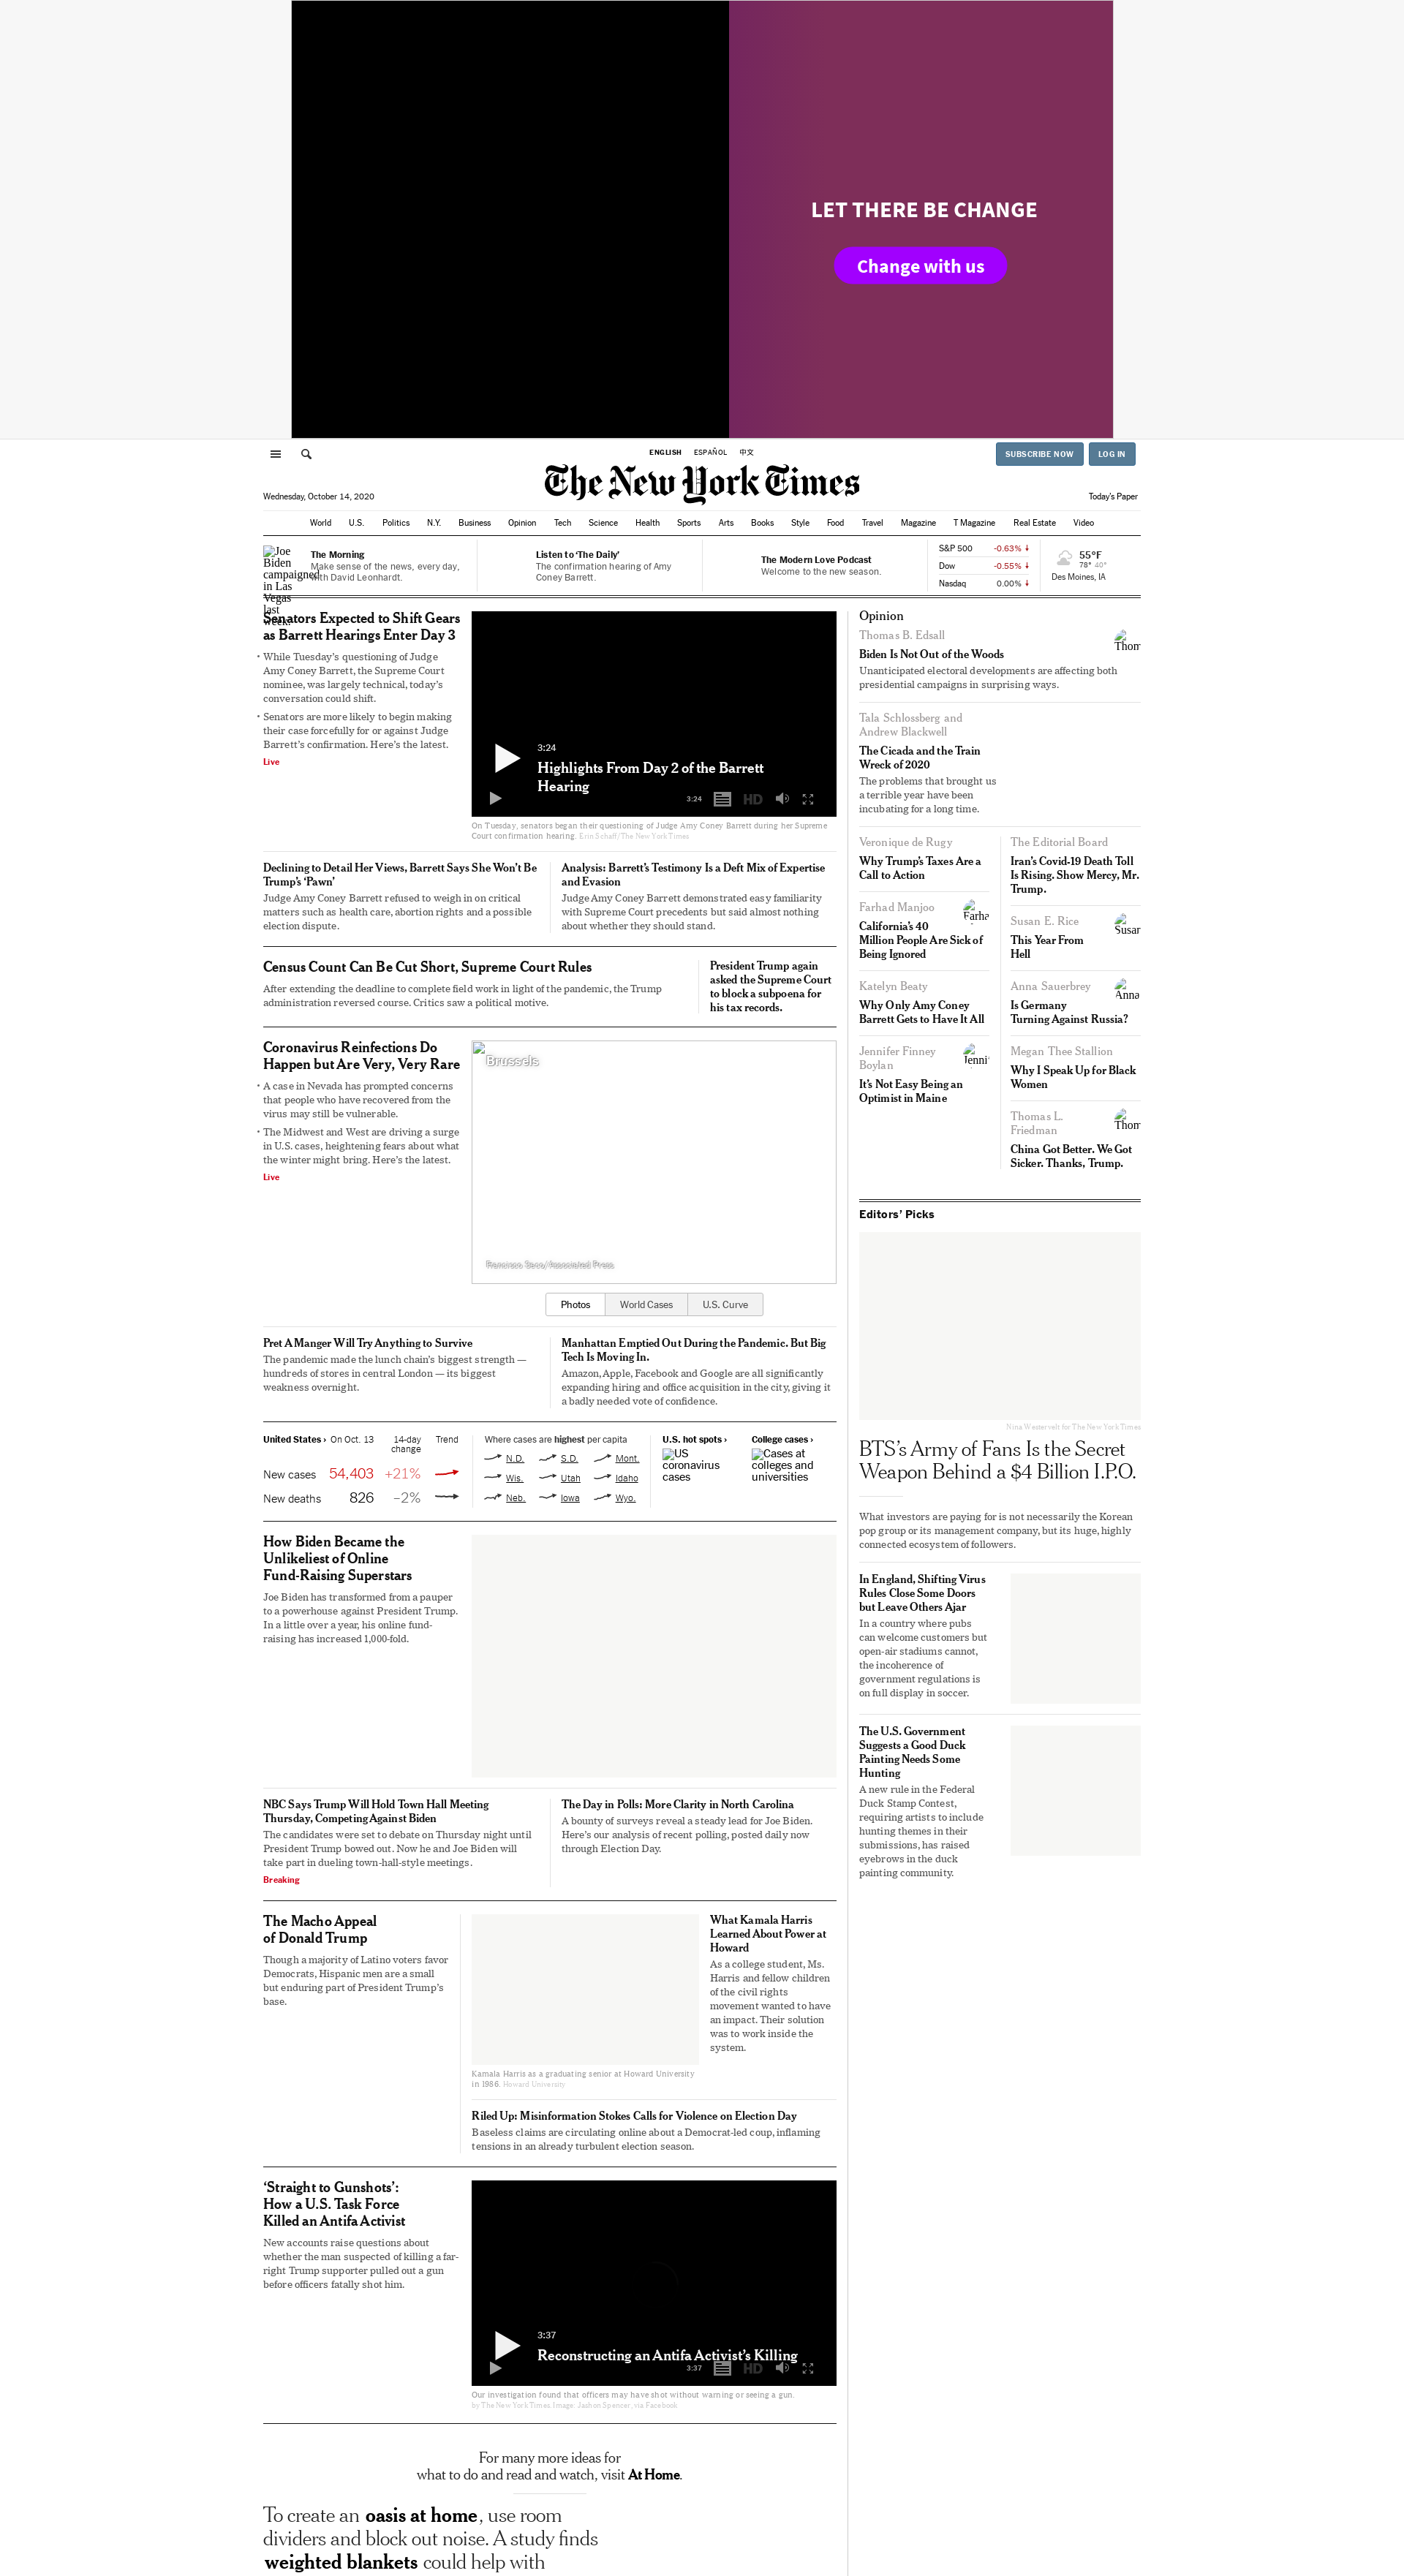 LET THERE BE CHANGE
Change with us
ENGLISH ESPAÑOL 中文
SUBSCRIBE NOW LOG IN
The New York Times
Wednesday, October 14, 2020
Today's Paper
World U.S. Politics N.Y. Business Opinion Tech Science Health Sports Arts Books Style Food Travel Magazine T Magazine Real Estate Video
Joe
Biden
campaigned
in Las
Vegas
last
week.
The Morning
Make sense of the news, every day,
with David Leonhardt.
Listen to ‘The Daily’
The confirmation hearing of Amy
Coney Barrett.
The Modern Love Podcast
Welcome to the new season.
S&P 500 -0.63%
Dow -0.55%
Nasdaq 0.00%
55°F
78° 40°
Des Moines, IA
Senators Expected to Shift Gears
as Barrett Hearings Enter Day 3
• While Tuesday’s questioning of Judge
Amy Coney Barrett, the Supreme Court
nominee, was largely technical, today’s
conversation could shift.
• Senators are more likely to begin making
their case forcefully for or against Judge
Barrett’s confirmation. Here’s the latest.
Live
3:24
Highlights From Day 2 of the Barrett
Hearing
3:24 HD
On Tuesday, senators began their questioning of Judge Amy Coney Barrett during her Supreme
Court confirmation hearing. Erin Schaff/The New York Times
Declining to Detail Her Views, Barrett Says She Won’t Be
Trump’s ‘Pawn’
Judge Amy Coney Barrett refused to weigh in on critical
matters such as health care, abortion rights and a possible
election dispute.
Analysis: Barrett’s Testimony Is a Deft Mix of Expertise
and Evasion
Judge Amy Coney Barrett demonstrated easy familiarity
with Supreme Court precedents but said almost nothing
about whether they should stand.
Census Count Can Be Cut Short, Supreme Court Rules
After extending the deadline to complete field work in light of the pandemic, the Trump
administration reversed course. Critics saw a political motive.
President Trump again
asked the Supreme Court
to block a subpoena for
his tax records.
Coronavirus Reinfections Do
Happen but Are Very, Very Rare
• A case in Nevada has prompted concerns
that people who have recovered from the
virus may still be vulnerable.
• The Midwest and West are driving a surge
in U.S. cases, heightening fears about what
the winter might bring. Here’s the latest.
Live
Brussels
Francisco Seco/Associated Press
Photos World Cases U.S. Curve
Pret A Manger Will Try Anything to Survive
The pandemic made the lunch chain’s biggest strength —
hundreds of stores in central London — its biggest
weakness overnight.
Manhattan Emptied Out During the Pandemic. But Big
Tech Is Moving In.
Amazon, Apple, Facebook and Google are all significantly
expanding hiring and office acquisition in the city, giving it
a badly needed vote of confidence.
United States › On Oct. 13 14-day
change Trend
New cases 54,403 +21%
New deaths 826 –2%
Where cases are highest per capita
N.D. S.D. Mont.
Wis. Utah Idaho
Neb. Iowa Wyo.
U.S. hot spots ›
US
coronavirus
cases
College cases ›
Cases at
colleges and
universities
How Biden Became the
Unlikeliest of Online
Fund-Raising Superstars
Joe Biden has transformed from a pauper
to a powerhouse against President Trump.
In a little over a year, his online fund-
raising has increased 1,000-fold.
NBC Says Trump Will Hold Town Hall Meeting
Thursday, Competing Against Biden
The candidates were set to debate on Thursday night until
President Trump bowed out. Now he and Joe Biden will
take part in dueling town-hall-style meetings.
Breaking
The Day in Polls: More Clarity in North Carolina
A bounty of surveys reveal a steady lead for Joe Biden.
Here’s our analysis of recent polling, posted daily now
through Election Day.
The Macho Appeal
of Donald Trump
Though a majority of Latino voters favor
Democrats, Hispanic men are a small
but enduring part of President Trump’s
base.
Kamala Harris as a graduating senior at Howard University
in 1986. Howard University
What Kamala Harris
Learned About Power at
Howard
As a college student, Ms.
Harris and fellow children
of the civil rights
movement wanted to have
an impact. Their solution
was to work inside the
system.
Riled Up: Misinformation Stokes Calls for Violence on Election Day
Baseless claims are circulating online about a Democrat-led coup, inflaming
tensions in an already turbulent election season.
‘Straight to Gunshots’:
How a U.S. Task Force
Killed an Antifa Activist
New accounts raise questions about
whether the man suspected of killing a far-
right Trump supporter pulled out a gun
before officers fatally shot him.
3:37
Reconstructing an Antifa Activist’s Killing
3:37 HD
Our investigation found that officers may have shot without warning or seeing a gun.
by The New York Times. Image: Jashon Spencer, via Facebook
For many more ideas for
what to do and read and watch, visit At Home.
To create an oasis at home, use room
dividers and block out noise. A study finds
weighted blankets could help with
Opinion
Thomas B. Edsall
Thom
Biden Is Not Out of the Woods
Unanticipated electoral developments are affecting both
presidential campaigns in surprising ways.
Tala Schlossberg and
Andrew Blackwell
The Cicada and the Train
Wreck of 2020
The problems that brought us
a terrible year have been
incubating for a long time.
Veronique de Rugy
Why Trump’s Taxes Are a
Call to Action
Farhad Manjoo
Farha
California’s 40
Million People Are Sick of
Being Ignored
Katelyn Beaty
Why Only Amy Coney
Barrett Gets to Have It All
Jennifer Finney
Boylan
Jenni
It’s Not Easy Being an
Optimist in Maine
The Editorial Board
Iran’s Covid-19 Death Toll
Is Rising. Show Mercy, Mr.
Trump.
Susan E. Rice
Susan
This Year From
Hell
Anna Sauerbrey
Anna
Is Germany
Turning Against Russia?
Megan Thee Stallion
Why I Speak Up for Black
Women
Thomas L.
Friedman
Thom
China Got Better. We Got
Sicker. Thanks, Trump.
Editors’ Picks
Nina Westervelt for The New York Times
BTS’s Army of Fans Is the Secret
Weapon Behind a $4 Billion I.P.O.
What investors are paying for is not necessarily the Korean
pop group or its management company, but its huge, highly
connected ecosystem of followers.
In England, Shifting Virus
Rules Close Some Doors
but Leave Others Ajar
In a country where pubs
can welcome customers but
open-air stadiums cannot,
the incoherence of
government regulations is
on full display in soccer.
The U.S. Government
Suggests a Good Duck
Painting Needs Some
Hunting
A new rule in the Federal
Duck Stamp Contest,
requiring artists to include
hunting themes in their
submissions, has raised
eyebrows in the duck
painting community.